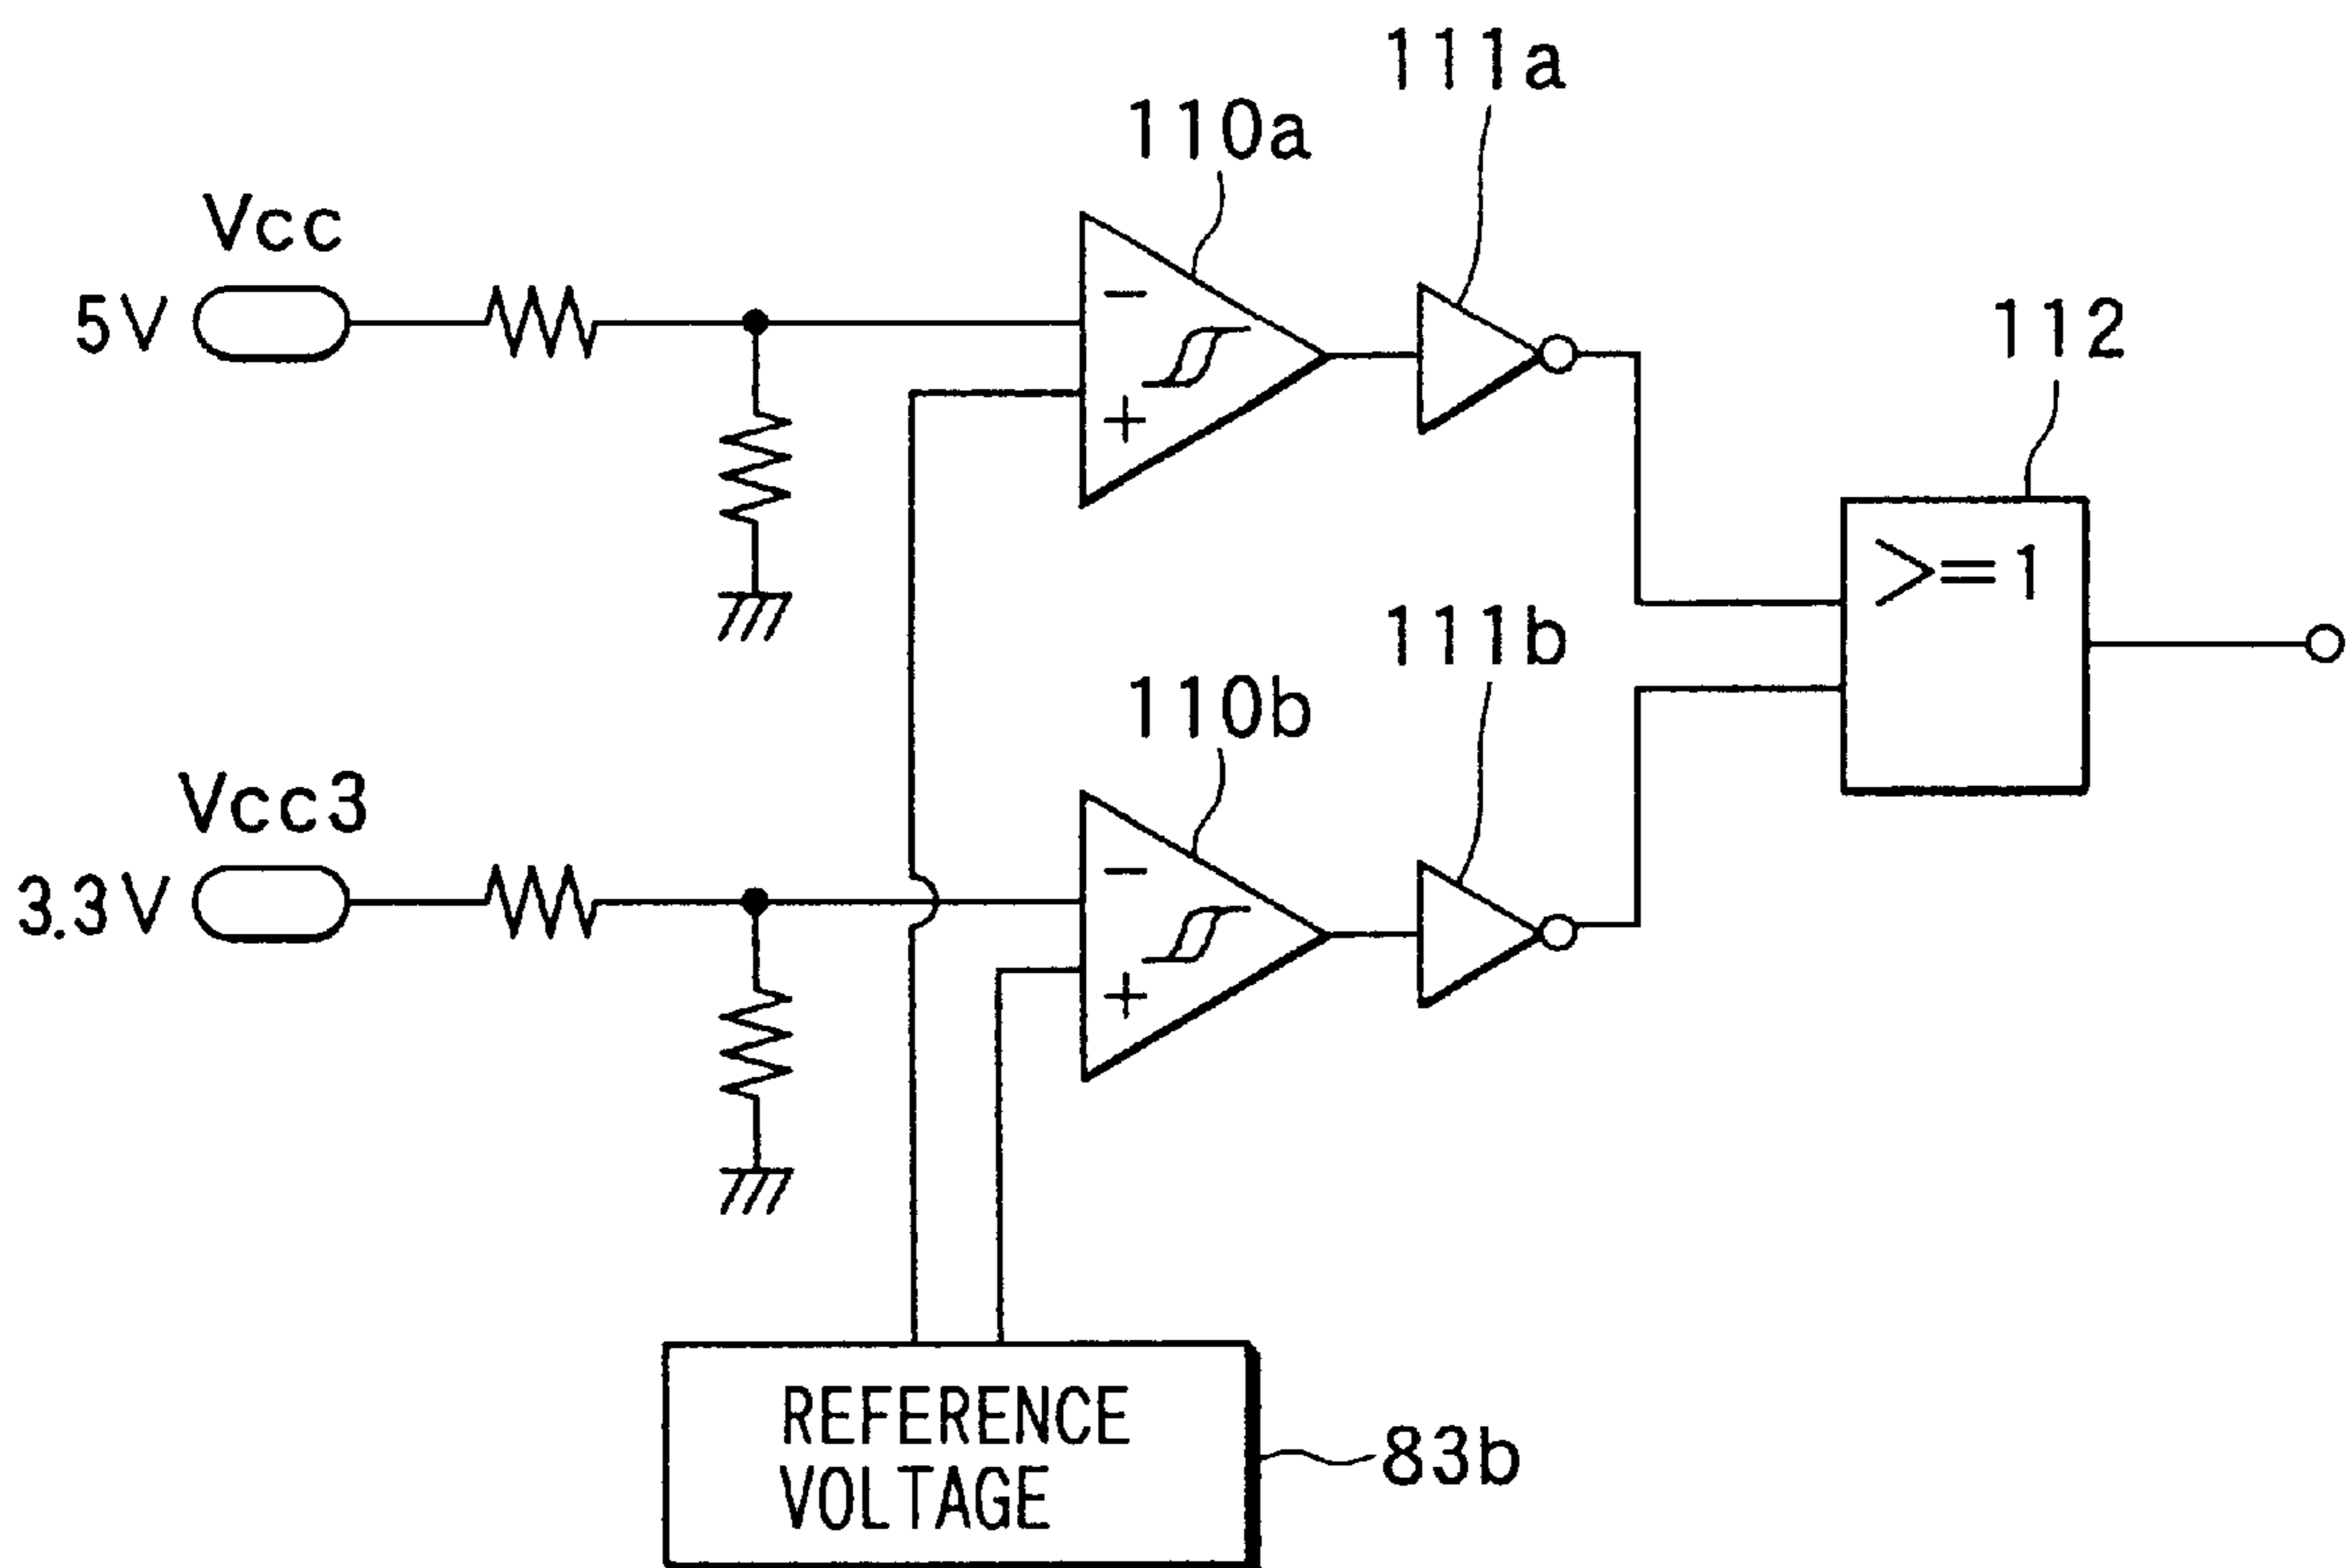 111a
110a
Vcc
5V
−
+
112
>=1
111b
110b
Vcc3
3.3V
−
+
REFERENCE
VOLTAGE
83b